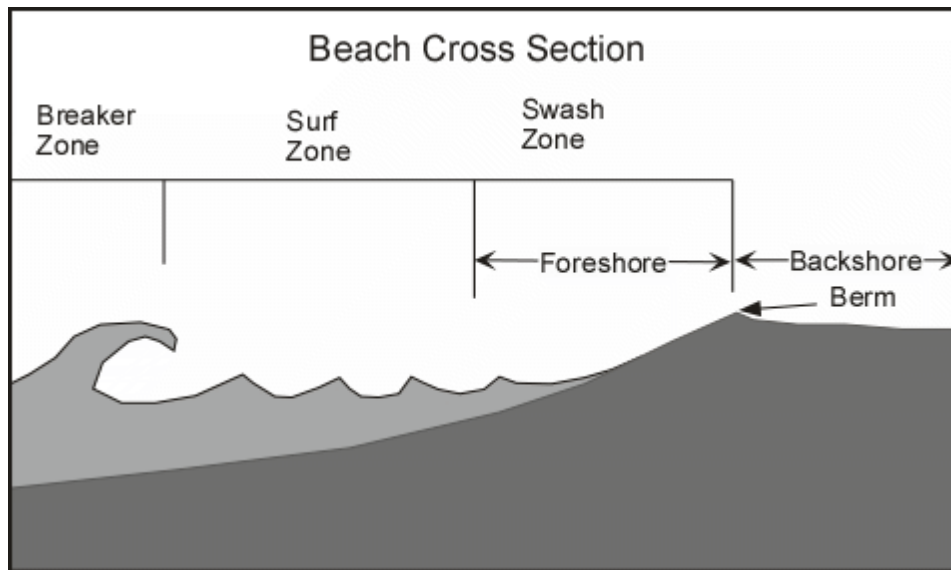 Beach Cross Section
Breaker
Zone
Surf
Zone
Swash
Zone
Foreshore
Backshore
Berm